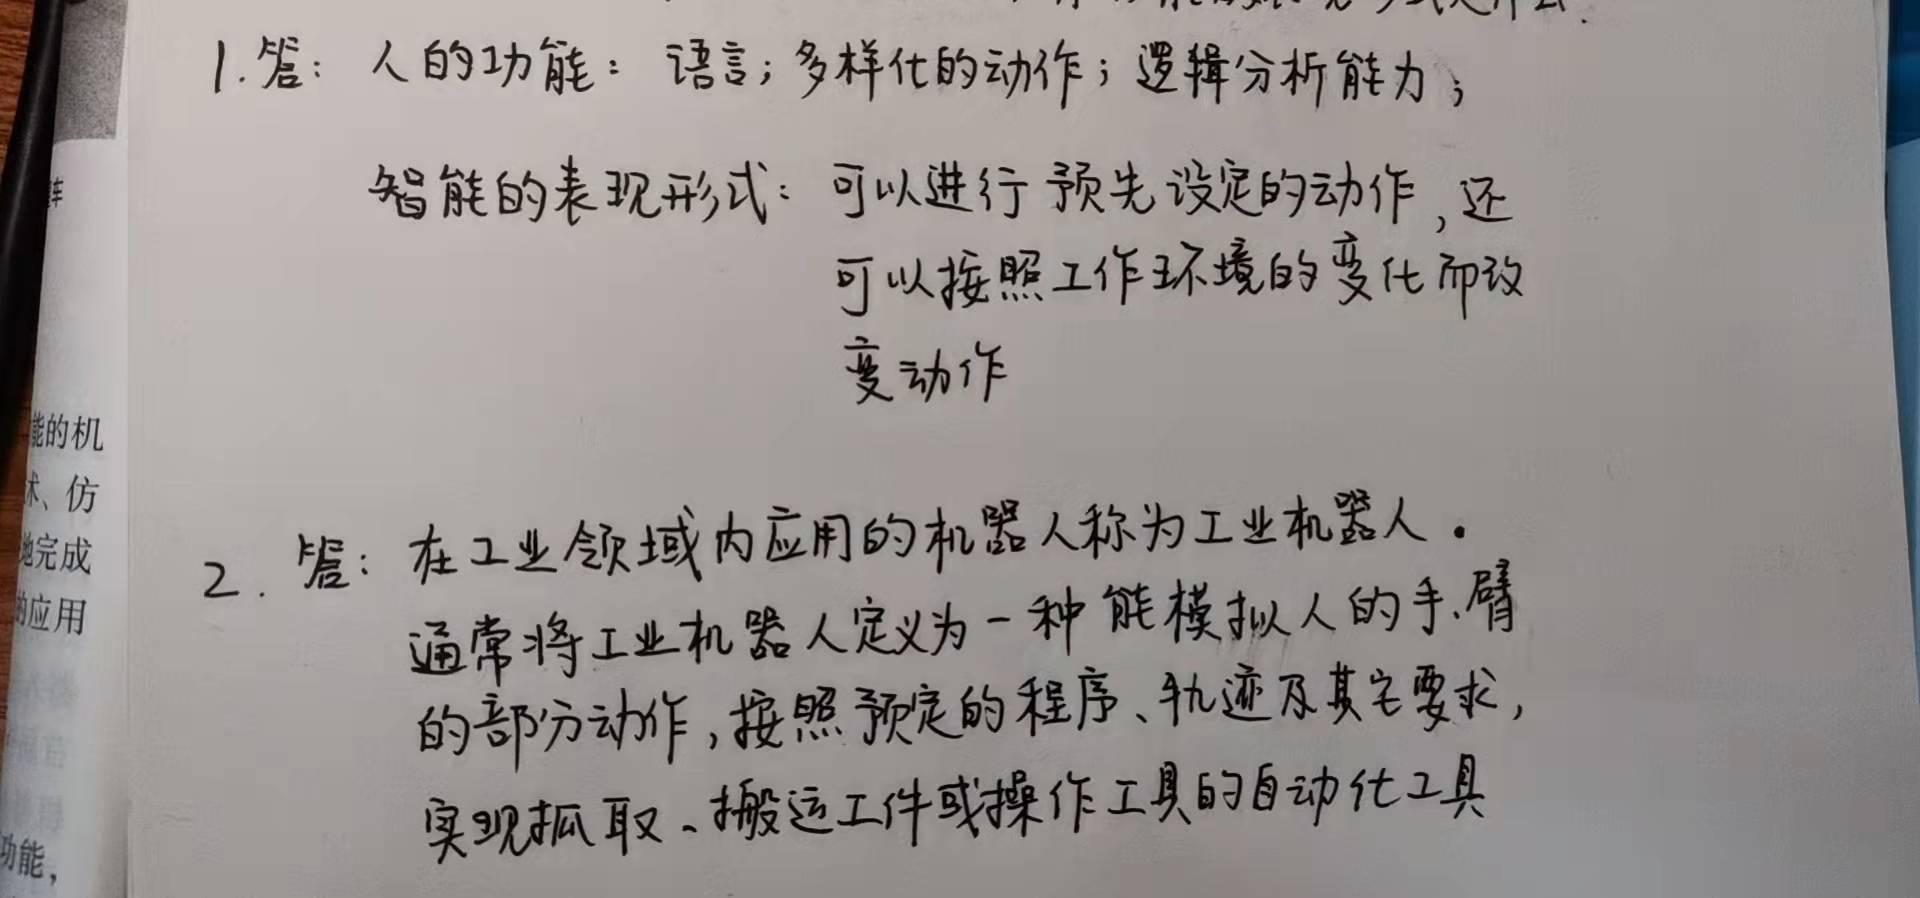 1.答：人的功能：语言；多样化的动作；逻辑分析能力；
智能的表现形式：可以进行预先设定的动作，还
可以按照工作环境的变化而改
变动作
2.答：在工业领域内应用的机器人称为工业机器人.
通常将工业机器人定义为一种能模拟人的手、臂
的部分动作，按照预定的程序、轨迹及其它要求，
实现抓取、搬运工件或操作工具的自动化工具
能的机
术、仿
地完成
的应用
功能，